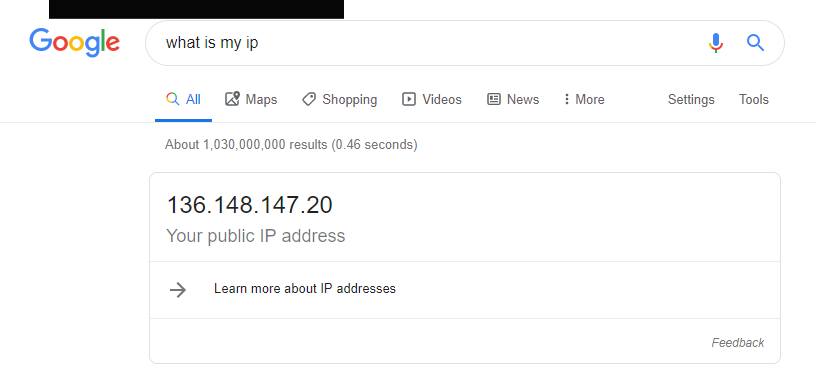 Google what is my ip
All Maps Shopping Videos News More Settings Tools
About 1,030,000,000 results (0.46 seconds)
136.148.147.20
Your public IP address
Learn more about IP addresses
Feedback